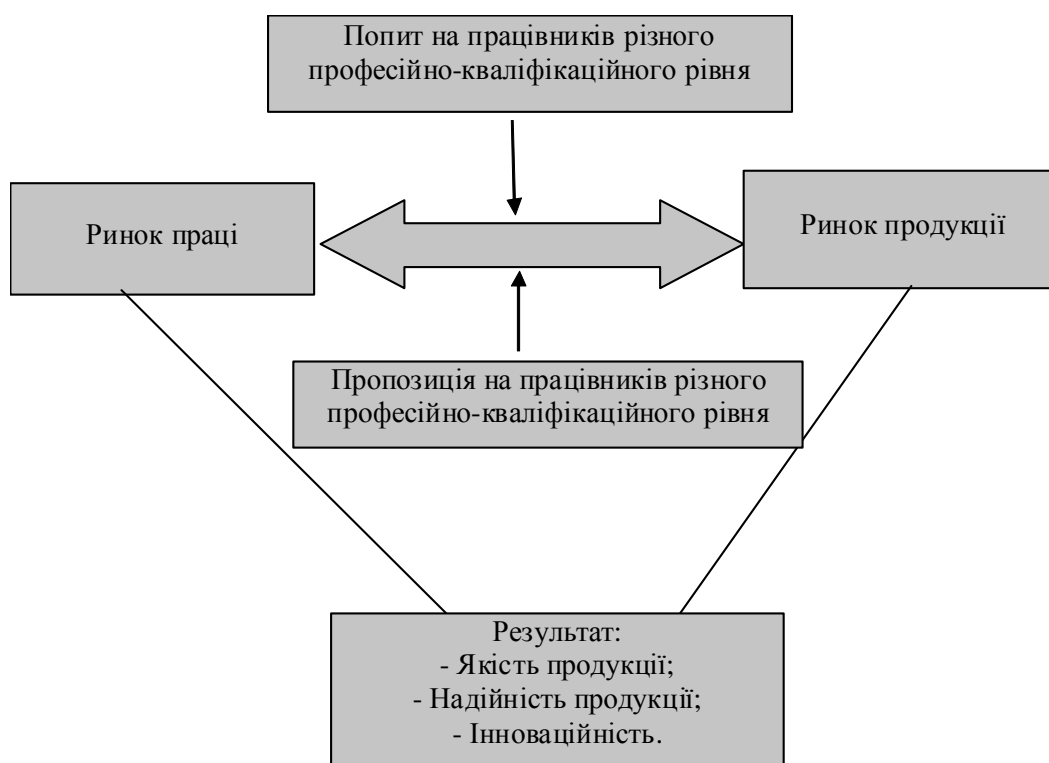 Попит на працівників різного
професійно-кваліфікаційного рівня
Ринок праці
Ринок продукції
Пропозиція на працівників різного
професійно-кваліфікаційного рівня
Результат:
- Якість продукції;
- Надійність продукції;
- Інноваційність.